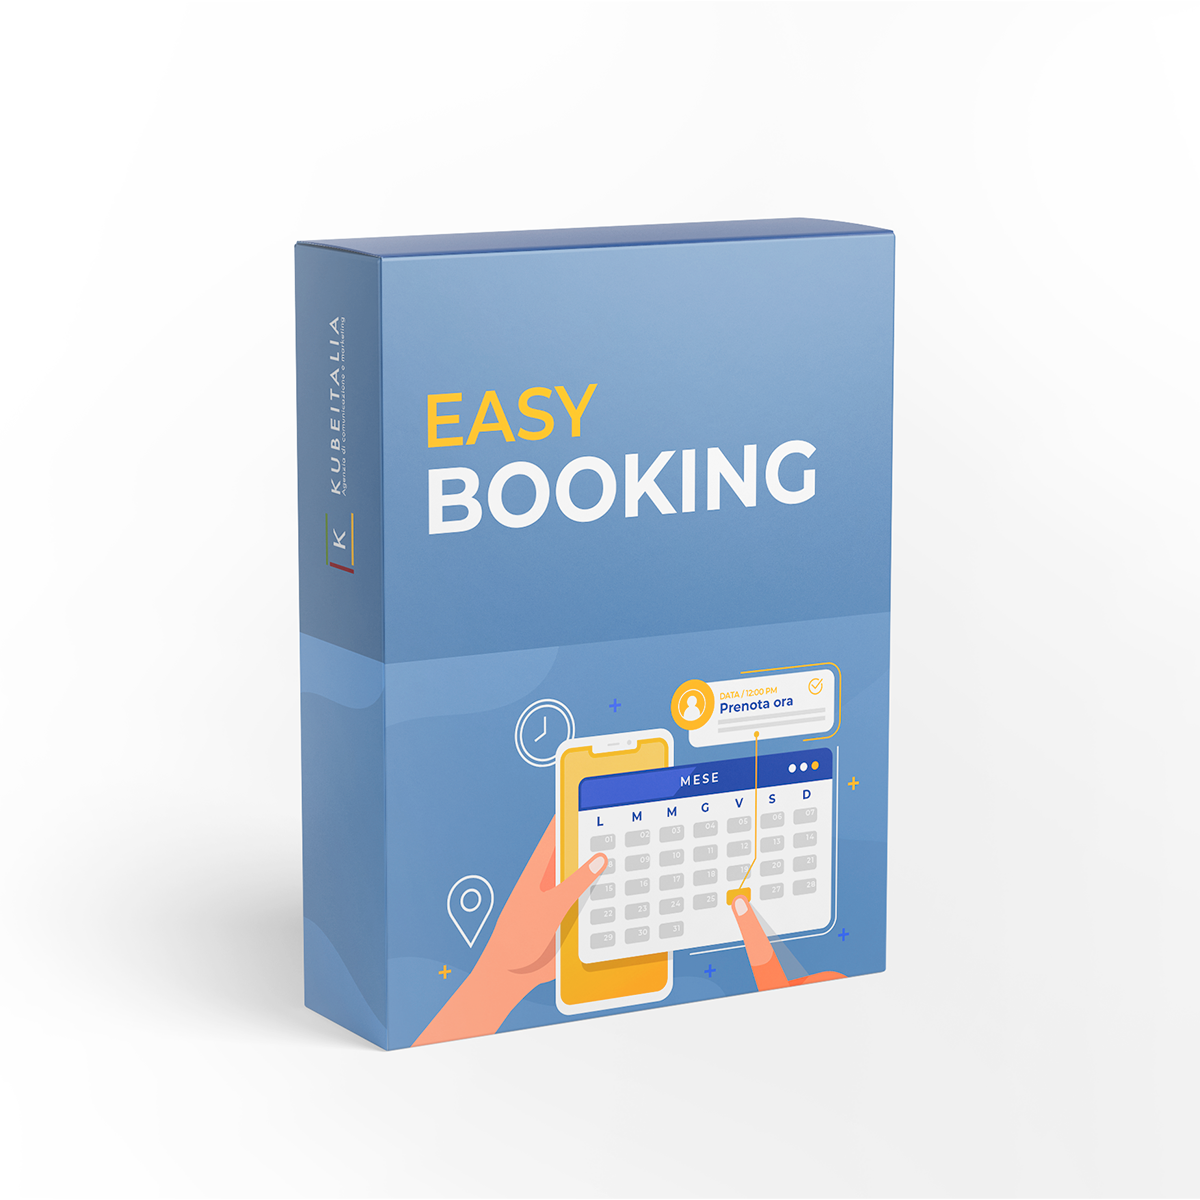 EASY
BOOKING
KUBEITALIA
Agenzia di comunicazione e marketing
K
DATA / 12:00 PM
Prenota ora
MESE
L M M G V S D
01 02 03 04 05 06 07
09 10 11 12 13 14
15 16 17 18 19 20 21
22 23 24 25 27 28
29 30 31